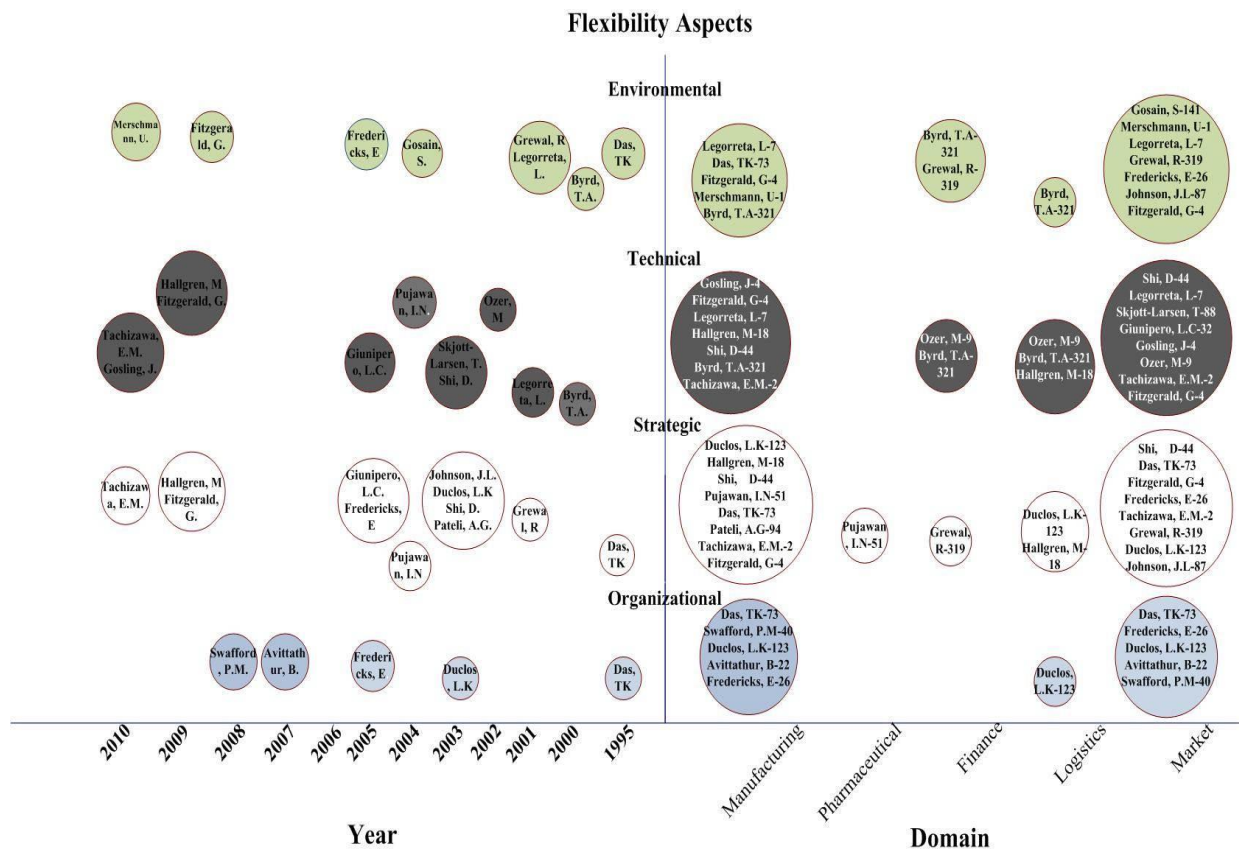 Flexibility Aspects
Environmental
Merschma
nn, U.
Fitzgera
ld, G.
Frederi
cks, E
Gosain,
S.
Grewal, R
Legorreta,
L.
Byrd,
T.A.
Das,
TK
Legorreta, L-7
Das, TK-73
Fitzgerald, G-4
Merschmann, U-1
Byrd, T.A-321
Byrd, T.A-
321
Grewal, R-
319
Byrd,
T.A-321
Gosain, S-141
Merschmann, U-1
Legorreta, L-7
Grewal, R-319
Fredericks, E-26
Johnson, J.L-87
Fitzgerald, G-4
Technical
Tachizawa,
E.M.
Gosling, J.
Hallgren, M
Fitzgerald, G.
Giuniper
o, L.C.
Pujawa
n, I.N.
Skjott-
Larsen, T.
Shi, D.
Ozer,
M
Legorre
ta, L.
Byrd,
T.A.
Gosling, J-4
Fitzgerald, G-4
Legorreta, L-7
Hallgren, M-18
Shi, D-44
Byrd, T.A-321
Tachizawa, E.M.-2
Ozer, M-9
Byrd, T.A-
321
Ozer, M-9
Byrd, T.A-321
Hallgren, M-18
Shi, D-44
Legorreta, L-7
Skjott-Larsen, T-88
Giunipero, L.C-32
Gosling, J-4
Ozer, M-9
Tachizawa, E.M.-2
Fitzgerald, G-4
Strategic
Tachizaw
a, E.M.
Hallgren, M
Fitzgerald,
G.
Giunipero,
L.C.
Fredericks,
E
Pujawa
n, I.N
Johnson, J.L.
Duclos, L.K
Shi, D.
Pateli, A.G.
Grewa
l, R
Das,
TK
Duclos, L.K-123
Hallgren, M-18
Shi, D-44
Pujawan, I.N-51
Das, TK-73
Pateli, A.G-94
Tachizawa, E.M.-2
Fitzgerald, G-4
Pujawan
, I.N-51
Grewal,
R-319
Duclos, L.K-
123
Hallgren, M-
18
Shi, D-44
Das, TK-73
Fitzgerald, G-4
Fredericks, E-26
Tachizawa, E.M.-2
Grewal, R-319
Duclos, L.K-123
Johnson, J.L-87
Organizational
Swafford
, P.M.
Avittath
ur, B.
Frederi
cks, E
Duclos
, L.K
Das,
TK
Das, TK-73
Swafford, P.M-40
Duclos, L.K-123
Avittathur, B-22
Fredericks, E-26
Duclos,
L.K-123
Das, TK-73
Fredericks, E-26
Duclos, L.K-123
Avittathur, B-22
Swafford, P.M-40
2010
2009
2008
2007
2006
2005
2004
2003
2002
2001
2000
1995
Manufacturing
Pharmaceutical
Finance
Logistics
Market
Year
Domain